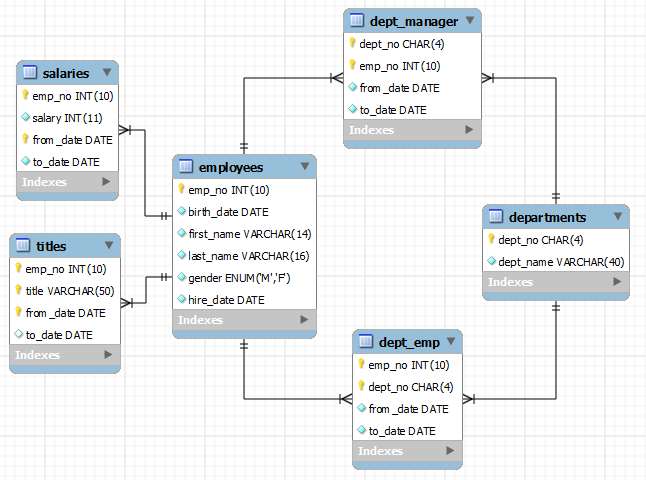 dept_manager
dept_no CHAR(4)
emp_no INT(10)
from_date DATE
to_date DATE
Indexes
salaries
emp_no INT(10)
salary INT(11)
from_date DATE
to_date DATE
Indexes
employees
emp_no INT(10)
birth_date DATE
first_name VARCHAR(14)
last_name VARCHAR(16)
gender ENUM('M','F')
hire_date DATE
Indexes
departments
dept_no CHAR(4)
dept_name VARCHAR(40)
Indexes
titles
emp_no INT(10)
title VARCHAR(50)
from_date DATE
to_date DATE
Indexes
dept_emp
emp_no INT(10)
dept_no CHAR(4)
from_date DATE
to_date DATE
Indexes